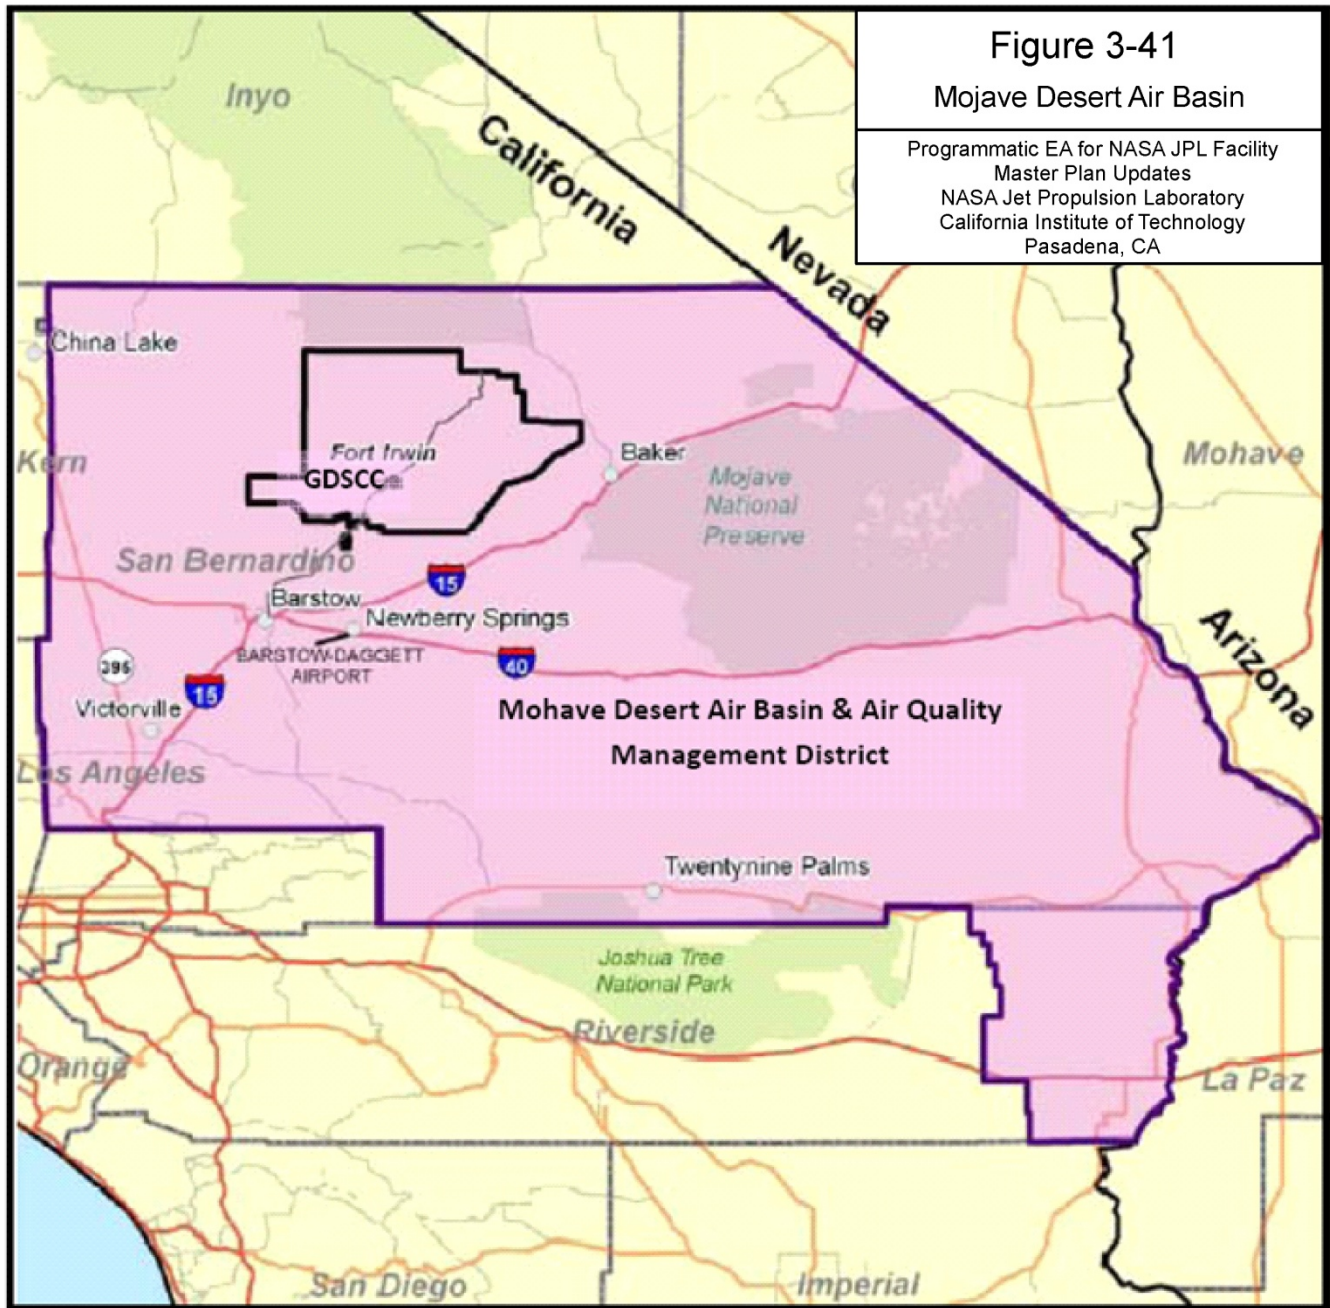 Figure 3-41
Mojave Desert Air Basin
Programmatic EA for NASA JPL Facility
Master Plan Updates
NASA Jet Propulsion Laboratory
California Institute of Technology
Pasadena, CA
Inyo
California
Nevada
China Lake
Kern
Fort Irwin
GDSCC
Baker
Mojave
National
Preserve
Mohave
San Bernardino
15
Barstow
Newberry Springs
BARSTOW-DAGGETT
AIRPORT
40
Arizona
395
15
Victorville
Mohave Desert Air Basin & Air Quality
Management District
Los Angeles
Twentynine Palms
Joshua Tree
National Park
Riverside
Orange
La Paz
San Diego
Imperial